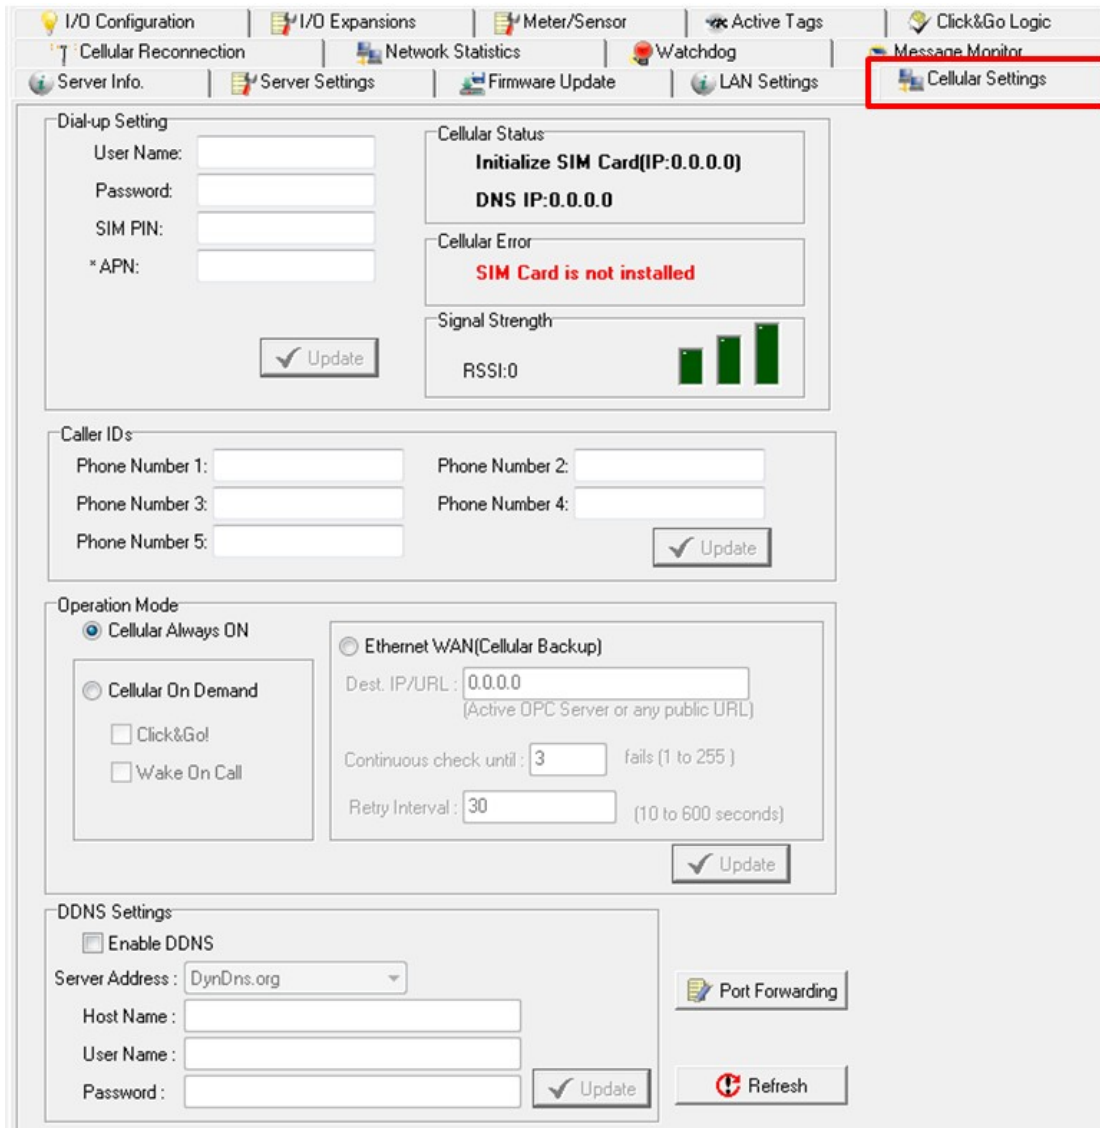 I/O Configuration I/O Expansions Meter/Sensor Active Tags Click&Go Logic
Cellular Reconnection Network Statistics Watchdog Message Monitor
Server Info. Server Settings Firmware Update LAN Settings Cellular Settings
Dial-up Setting
User Name:
Password:
SIM PIN:
* APN:
Update
Cellular Status
Initialize SIM Card(IP:0.0.0.0)
DNS IP:0.0.0.0
Cellular Error
SIM Card is not installed
Signal Strength
RSSI:0
Caller IDs
Phone Number 1: Phone Number 2:
Phone Number 3: Phone Number 4:
Phone Number 5:
Update
Operation Mode
Cellular Always ON
Cellular On Demand
Click&Go!
Wake On Call
Ethernet WAN(Cellular Backup)
Dest. IP/URL : 0.0.0.0
(Active OPC Server or any public URL)
Continuous check until : 3 fails (1 to 255 )
Retry Interval : 30 (10 to 600 seconds)
Update
DDNS Settings
Enable DDNS
Server Address : DynDns.org
Host Name :
User Name :
Password :
Update
Port Forwarding
Refresh